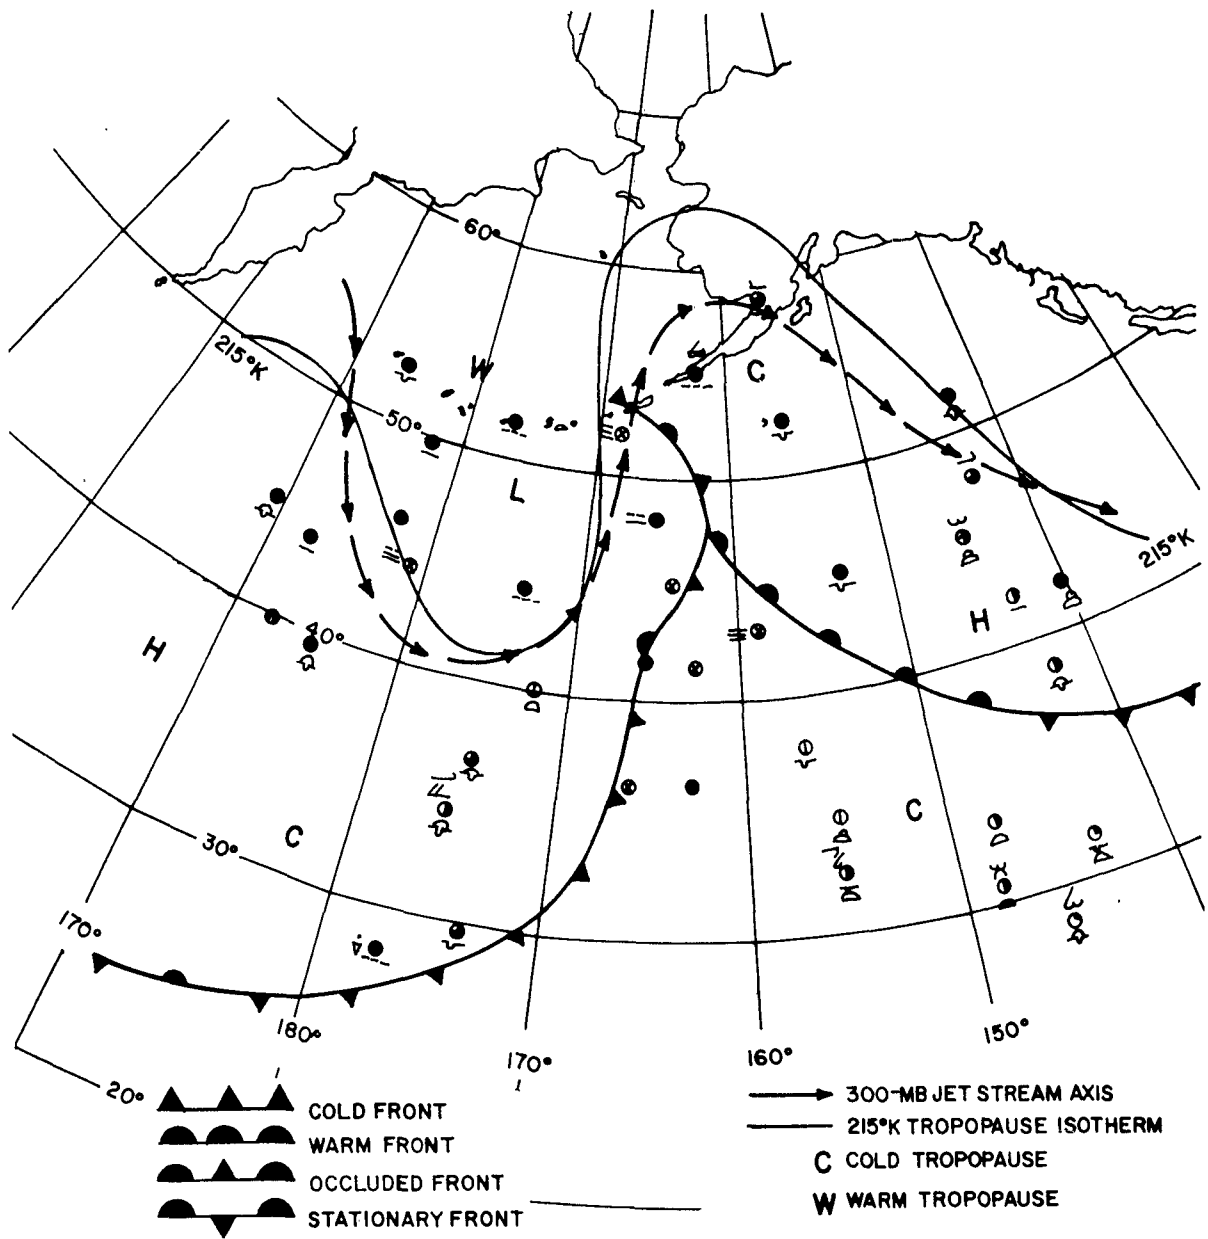 60°
215°K
W
C
50°
L
215°K
H
40°
H
C
C
30°
170°
180°
170°
160°
150°
20°
COLD FRONT
WARM FRONT
OCCLUDED FRONT
STATIONARY FRONT
300-MB JET STREAM AXIS
215°K TROPOPAUSE ISOTHERM
C COLD TROPOPAUSE
W WARM TROPOPAUSE